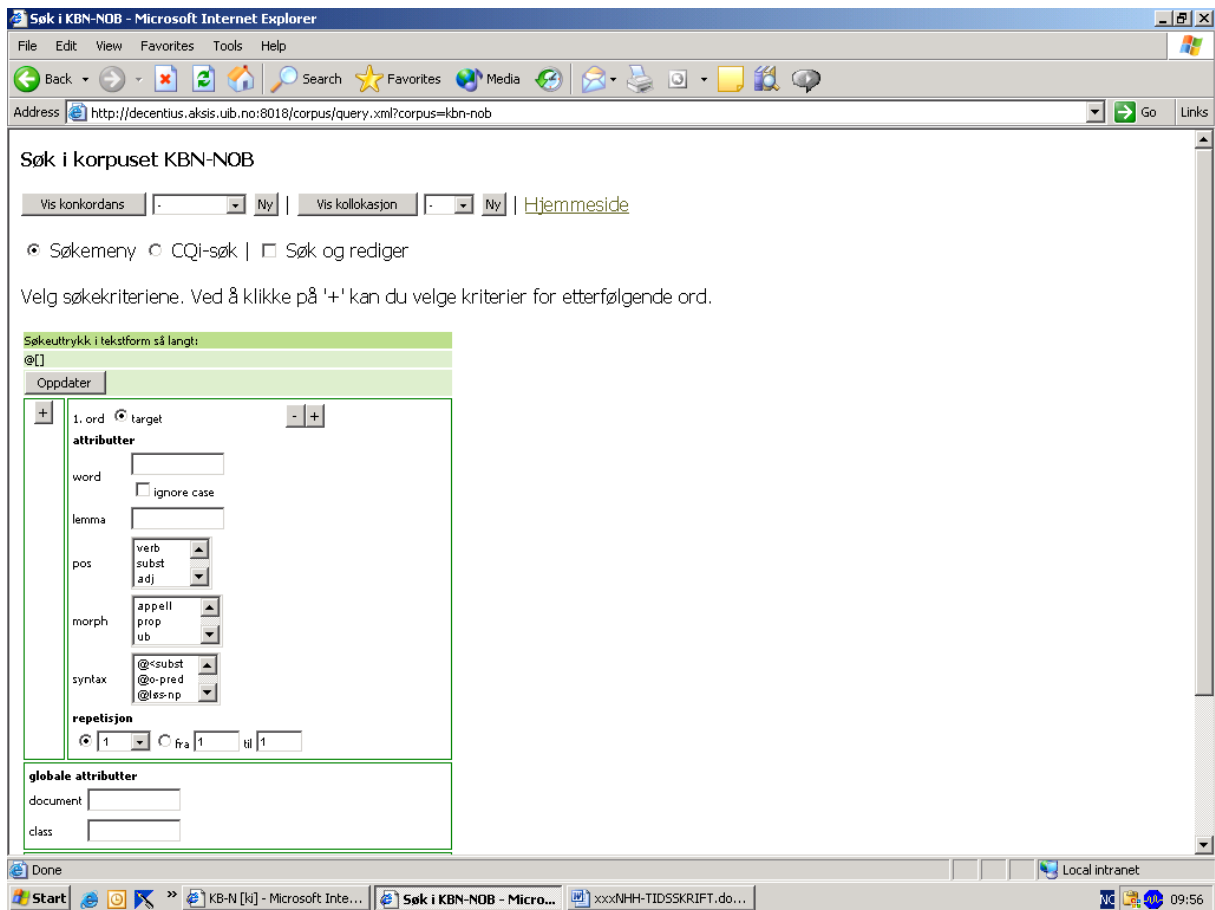 Søk i KBN-NOB - Microsoft Internet Explorer
File Edit View Favorites Tools Help
Back Search Favorites Media
Address http://decentius.aksis.uib.no:8018/corpus/query.xml?corpus=kbn-nob Go Links
Søk i korpuset KBN-NOB
Vis konkordans - Ny | Vis kollokasjon - Ny | Hjemmeside
Søkemeny CQi-søk | Søk og rediger
Velg søkekriteriene. Ved å klikke på '+' kan du velge kriterier for etterfølgende ord.
Søkeuttrykk i tekstform så langt:
@[]
Oppdater
+ 1. ord target - +
attributter
word
ignore case
lemma
pos verb
subst
adj
morph appell
prop
ub
syntax @<subst
@o-pred
@løs-np
repetisjon
1 fra 1 til 1
globale attributter
document
class
Done Local intranet
Start » KB-N [ki] - Microsoft Inte... Søk i KBN-NOB - Micro... xxxNHH-TIDSSKRIFT.do... NO 09:56